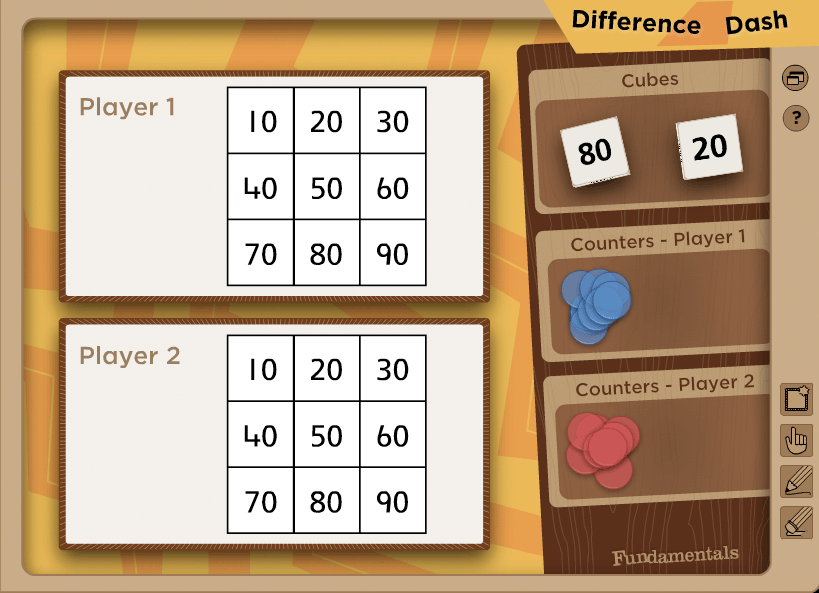 Difference Dash
Player 1
10 20 30
40 50 60
70 80 90
Player 2
10 20 30
40 50 60
70 80 90
Cubes
80 20
Counters - Player 1
Counters - Player 2
Fundamentals
?